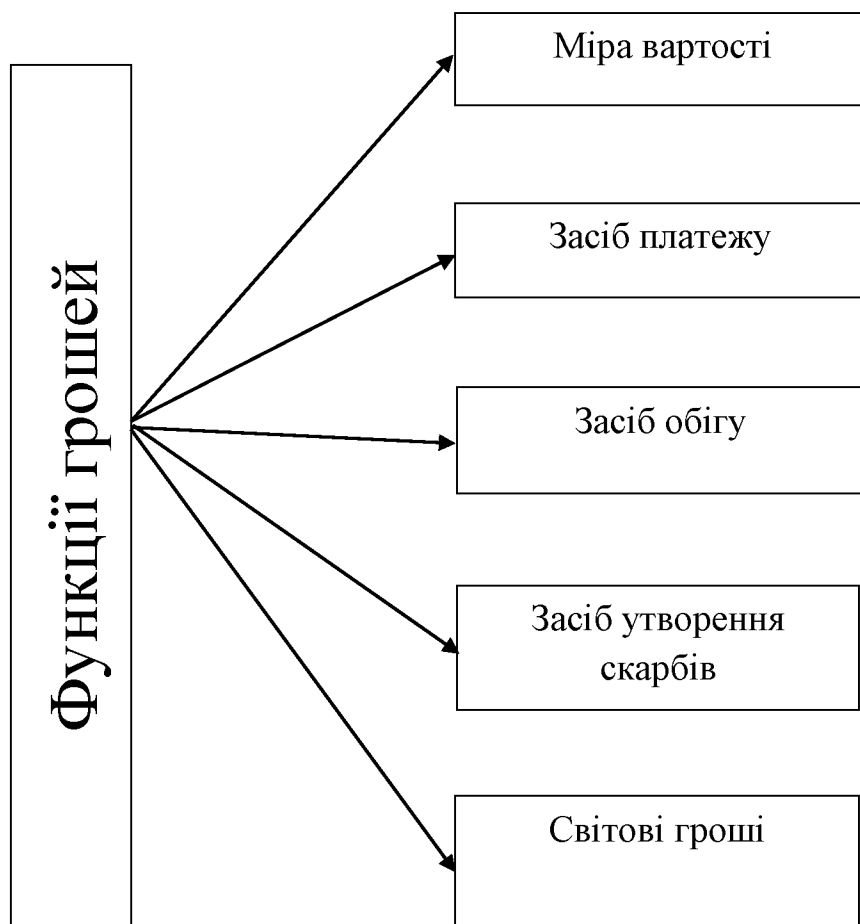 Функції грошей
Міра вартості
Засіб платежу
Засіб обігу
Засіб утворення
скарбів
Світові гроші